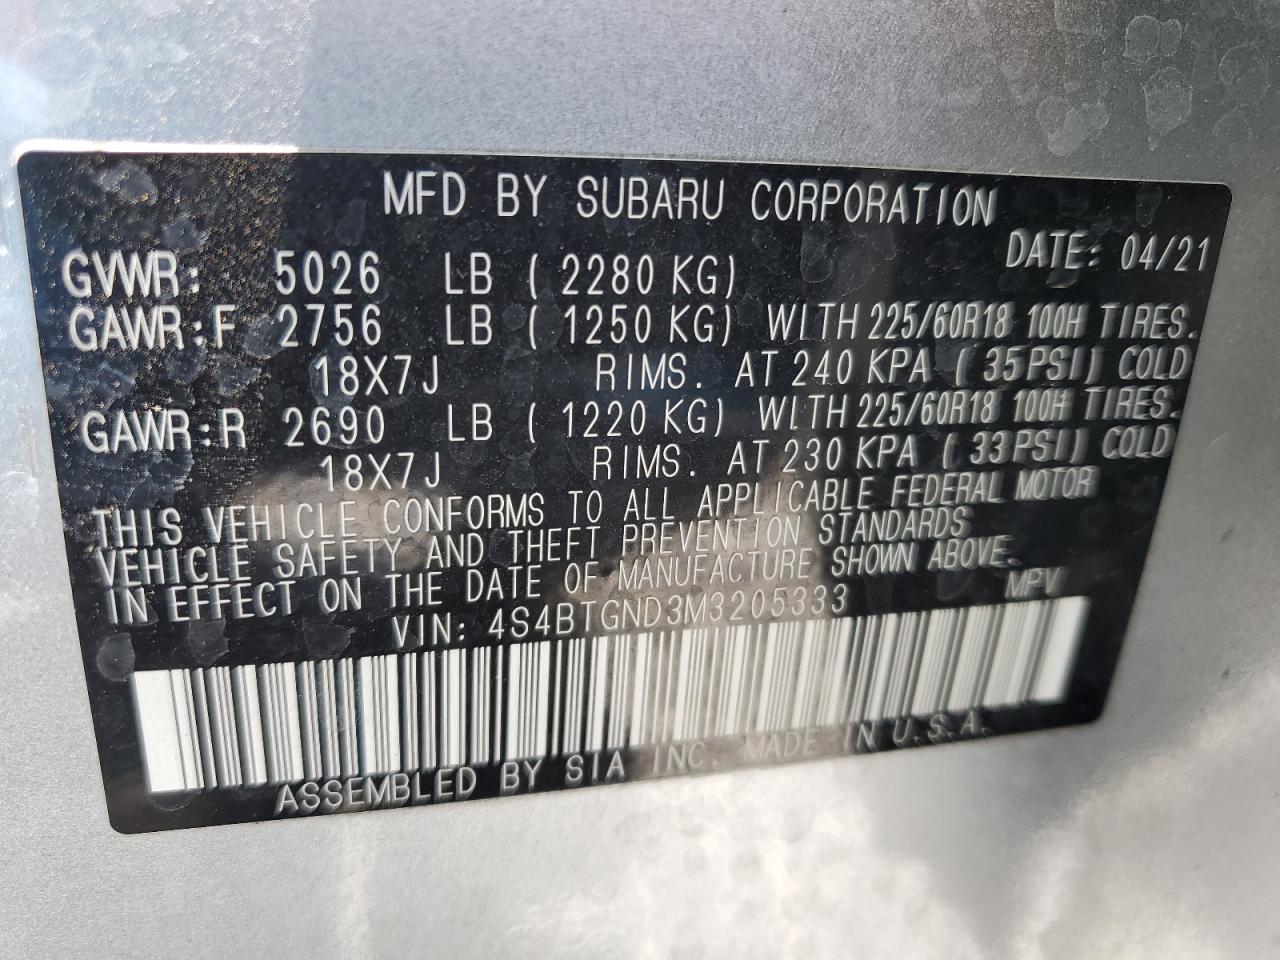 MFD BY SUBARU CORPORATION
DATE: 04/21
GVWR: 5026 LB ( 2280 KG)
GAWR:F 2756 LB ( 1250 KG) WITH 225/60R18 100H TIRES.
18X7J RIMS. AT 240 KPA ( 35PSI) COLD
GAWR:R 2690 LB ( 1220 KG) WITH 225/60R18 100H TIRES.
18X7J RIMS. AT 230 KPA ( 33PSI) COLD
THIS VEHICLE CONFORMS TO ALL APPLICABLE FEDERAL MOTOR
VEHICLE SAFETY AND THEFT PREVENTION STANDARDS
IN EFFECT ON THE DATE OF MANUFACTURE SHOWN ABOVE.
VIN: 4S4BTGND3M3205333 MPV
ASSEMBLED BY SIA INC. MADE IN U.S.A.